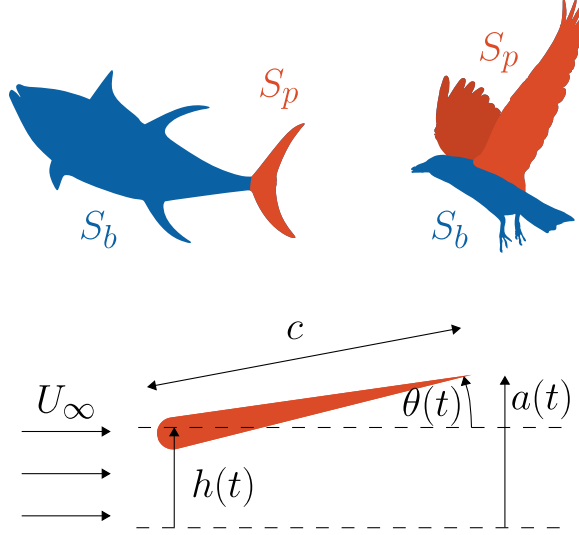 S_p
S_p
S_b
S_b
c
U_∞
θ(t)
a(t)
h(t)